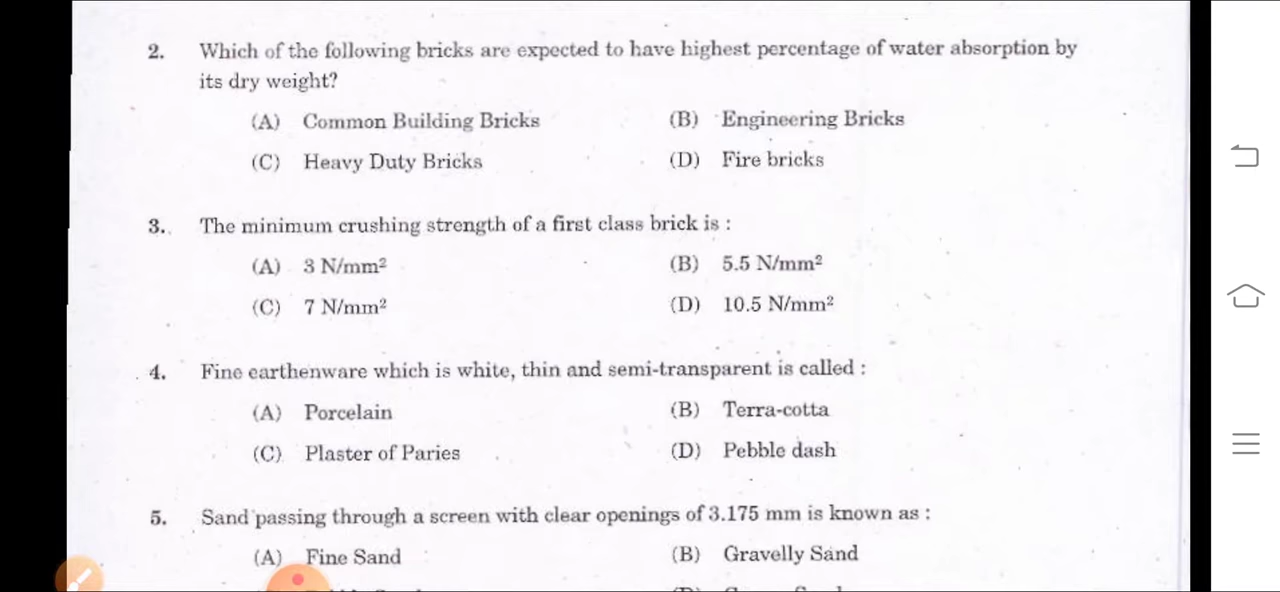 2. Which of the following bricks are expected to have highest percentage of water absorption by
its dry weight?
(A) Common Building Bricks (B) Engineering Bricks
(C) Heavy Duty Bricks (D) Fire bricks
3. The minimum crushing strength of a first class brick is :
(A) 3 N/mm² (B) 5.5 N/mm²
(C) 7 N/mm² (D) 10.5 N/mm²
4. Fine earthenware which is white, thin and semi-transparent is called :
(A) Porcelain (B) Terra-cotta
(C) Plaster of Paries (D) Pebble dash
5. Sand passing through a screen with clear openings of 3.175 mm is known as :
(A) Fine Sand (B) Gravelly Sand